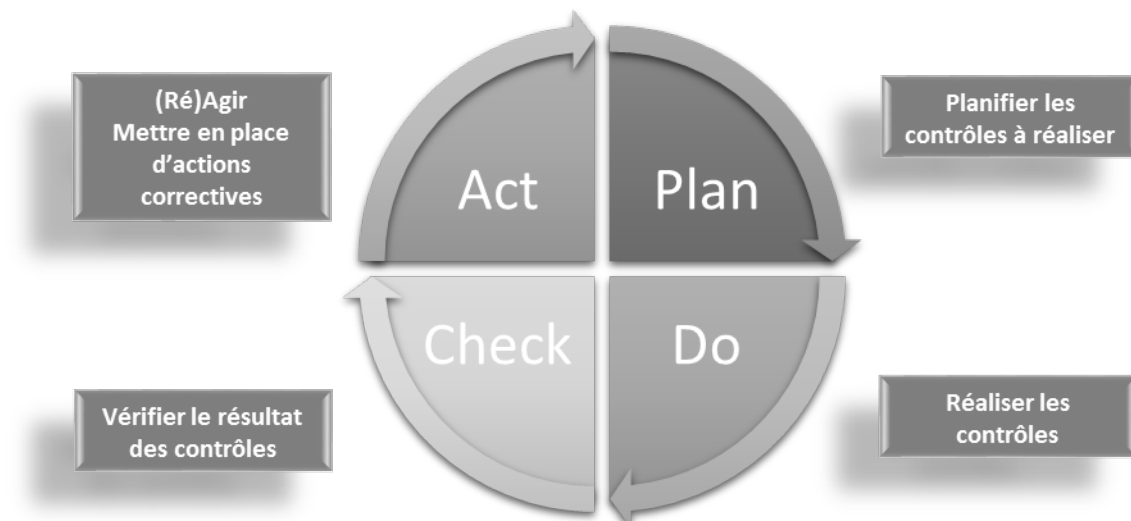 (Ré)Agir
Mettre en place
d’actions
correctives
Act
Plan
Planifier les
contrôles à réaliser
Vérifier le résultat
des contrôles
Check
Do
Réaliser les
contrôles